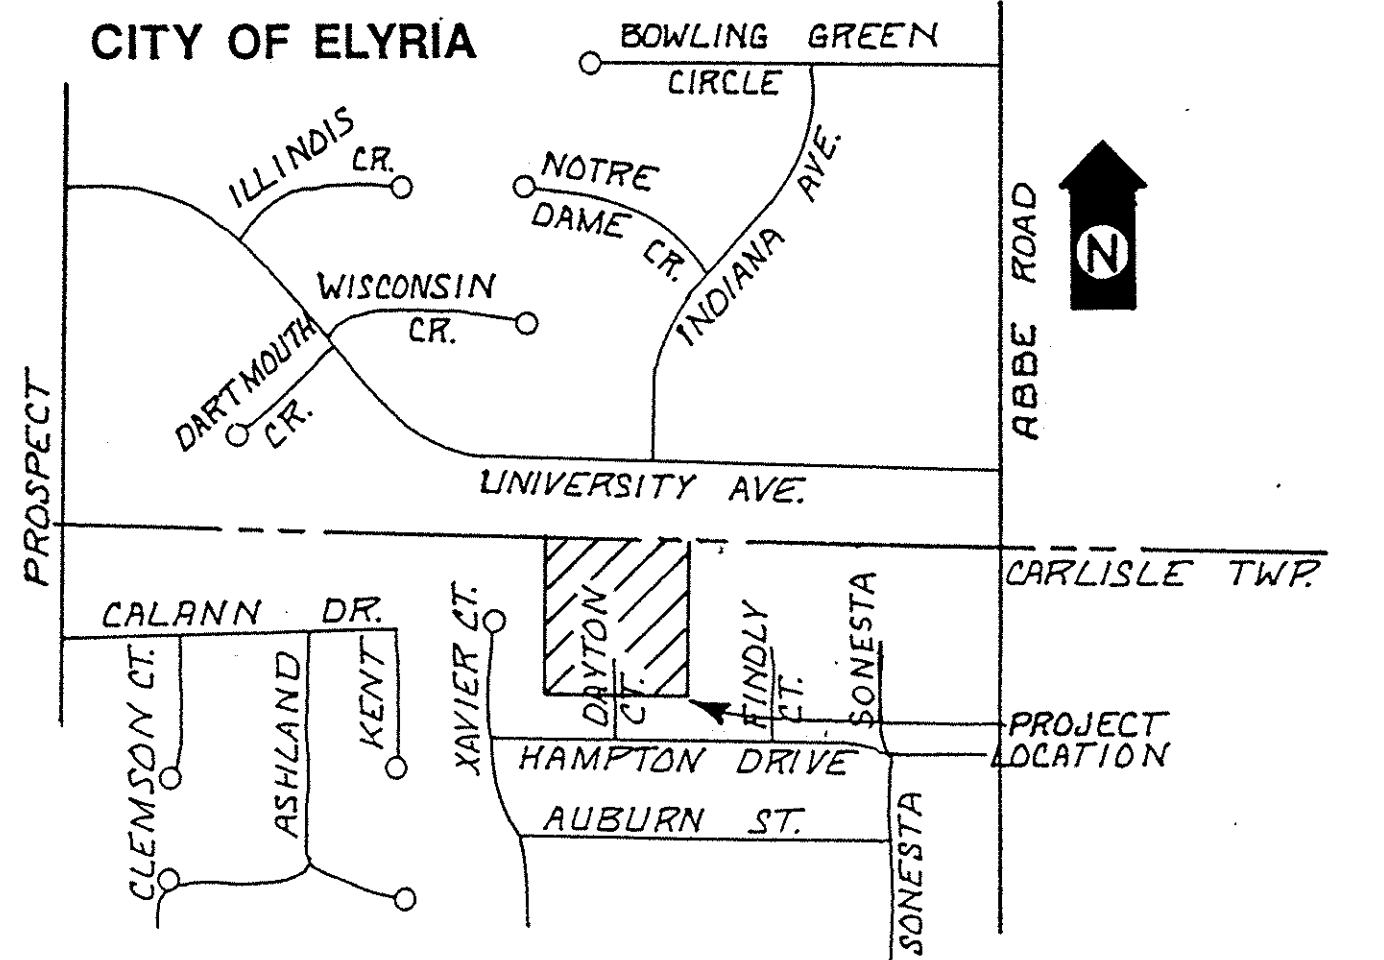 CITY OF ELYRIA
BOWLING GREEN
CIRCLE
ILLINOIS
CR.
NOTRE
DAME
CR.
INDIANA
AVE.
ABBE ROAD
N
WISCONSIN
CR.
DARTMOUTH
CR.
PROSPECT
UNIVERSITY AVE.
CARLISLE TWP.
CALANN DR.
CLEMSON CT.
ASHLAND
KENT
XAVIER CT.
DAYTON
CT.
FINDLY
CT.
SONESTA
PROJECT
LOCATION
HAMPTON DRIVE
AUBURN ST.
SONESTA